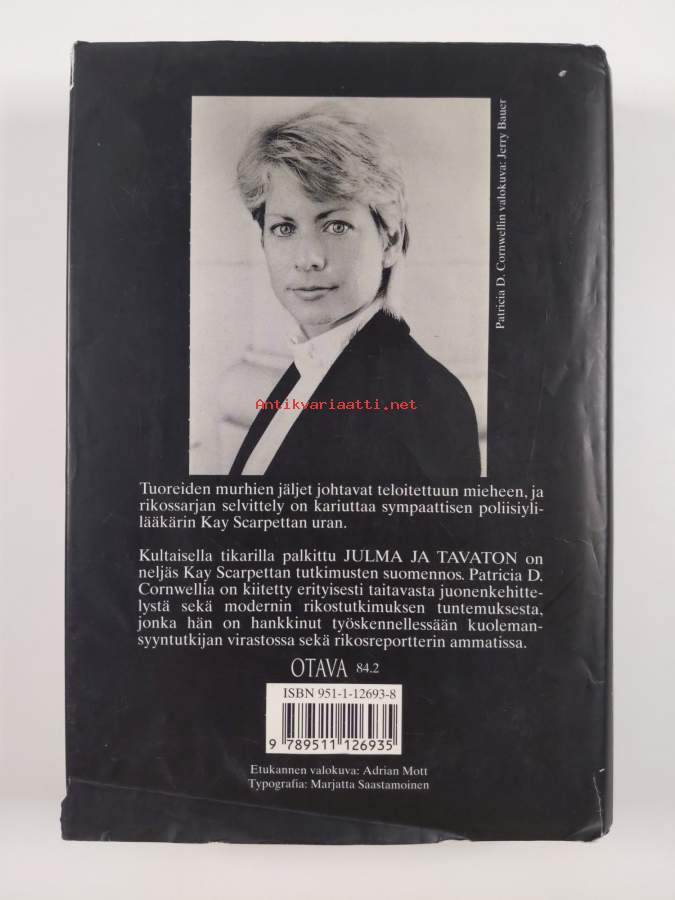 Patricia D. Cornwellin valokuva: Jerry Bauer
Antikvariaatti.net
Tuoreiden murhien jäljet johtavat teloitettuun mieheen, ja
rikossarjan selvittely on kariuttaa sympaattisen poliisiyli-
lääkärin Kay Scarpettan uran.
Kultaisella tikarilla palkittu JULMA JA TAVATON on
neljäs Kay Scarpettan tutkimusten suomennos. Patricia D.
Cornwellia on kiitetty erityisesti taitavasta juonenkehitte-
lystä sekä modernin rikostutkimuksen tuntemuksesta,
jonka hän on hankkinut työskennellessään kuoleman-
syyntutkijan virastossa sekä rikosreportterin ammatissa.
OTAVA 84.2
ISBN 951-1-12693-8
9 789511 126935
Etukannen valokuva: Adrian Mott
Typografia: Marjatta Saastamoinen